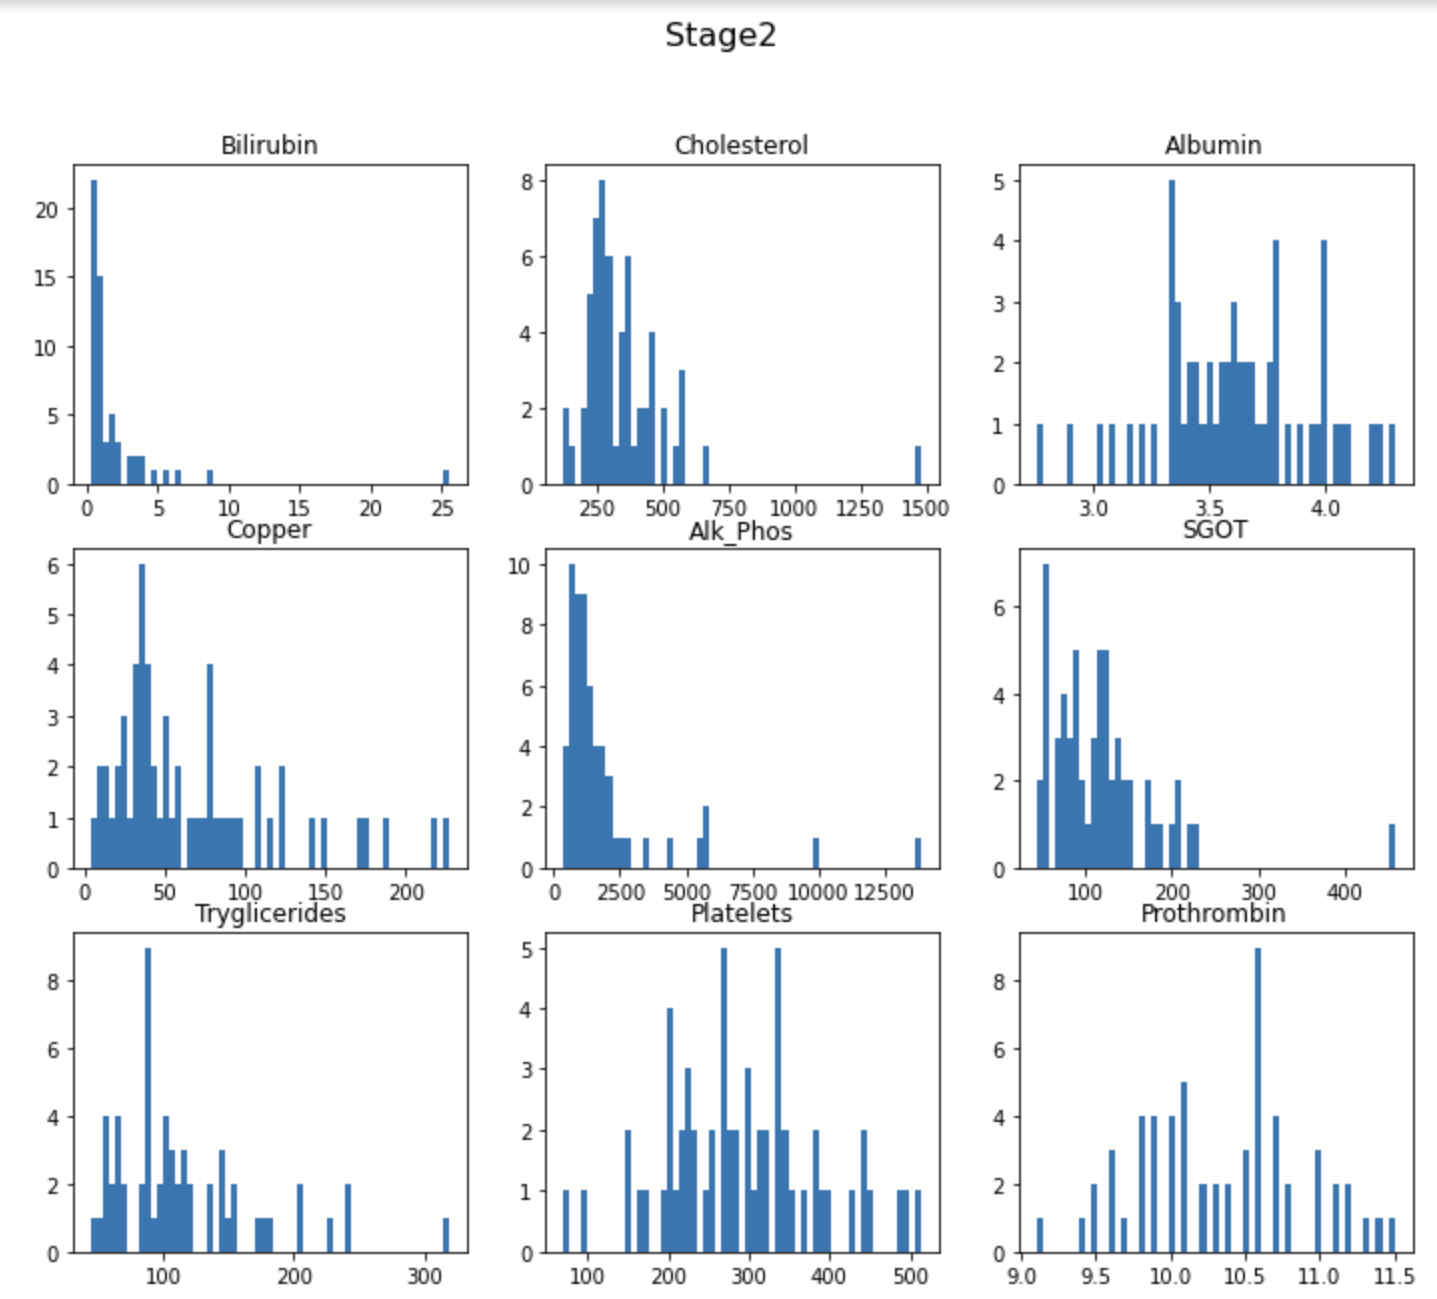 Stage2
Bilirubin
0 5 10 15 20
0 5 10 15 20 25
Cholesterol
0 2 4 6 8
250 500 750 1000 1250 1500
Albumin
0 1 2 3 4 5
3.0 3.5 4.0
Copper
0 1 2 3 4 5 6
0 50 100 150 200
Alk_Phos
0 2 4 6 8 10
0 2500 5000 7500 10000 12500
SGOT
0 2 4 6
100 200 300 400
Tryglicerides
0 2 4 6 8
100 200 300
Platelets
0 1 2 3 4 5
100 200 300 400 500
Prothrombin
0 2 4 6 8
9.0 9.5 10.0 10.5 11.0 11.5